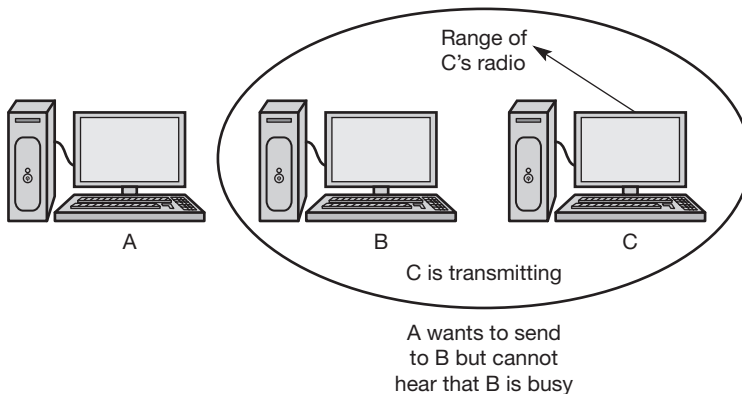 Range of
C's radio
A
B
C
C is transmitting
A wants to send
to B but cannot
hear that B is busy